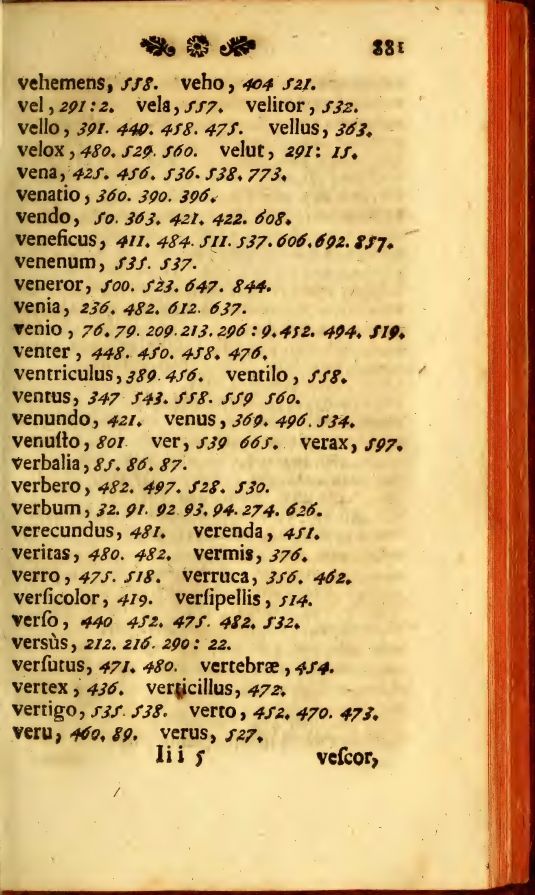 881
vehemens, 558. veho, 404 521.
vel, 291:2. vela, 557. velitor, 532.
vello, 391. 440. 458. 475. vellus, 363.
velox, 480. 529. 560. velut, 291: 15.
vena, 425. 456. 536. 538. 773.
venatio, 360. 390. 396.
vendo, 50. 363. 421. 422. 608.
veneficus, 411. 484. 511. 537. 606. 692. 857.
venenum, 535. 537.
veneror, 500. 523. 647. 844.
venia, 236. 482. 612. 637.
venio, 76. 79. 209. 213. 296: 9. 452. 494. 519.
venter, 448. 450. 458. 476.
ventriculus, 389. 456. ventilo, 558.
ventus, 347 543. 558. 559 560.
venundo, 421. venus, 369. 496. 534.
venuſto, 801 ver, 539 665. verax, 597.
verbalia, 85. 86. 87.
verbero, 482. 497. 528. 530.
verbum, 32. 91. 92 93. 94. 274. 626.
verecundus, 481. verenda, 451.
veritas, 480. 482. vermis, 376.
verro, 475. 518. verruca, 356. 462.
verſicolor, 419. verſipellis, 514.
verſo, 440 452. 475. 482. 532.
versùs, 212. 216. 290: 22.
verſutus, 471. 480. vertebræ, 454.
vertex, 436. verticillus, 472.
vertigo, 535. 538. verto, 452. 470. 473.
veru, 460. 89. verus, 527.
Iii 5 veſcor,